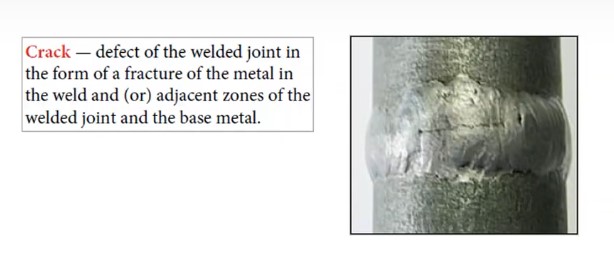 Crack — defect of the welded joint in
the form of a fracture of the metal in
the weld and (or) adjacent zones of the
welded joint and the base metal.